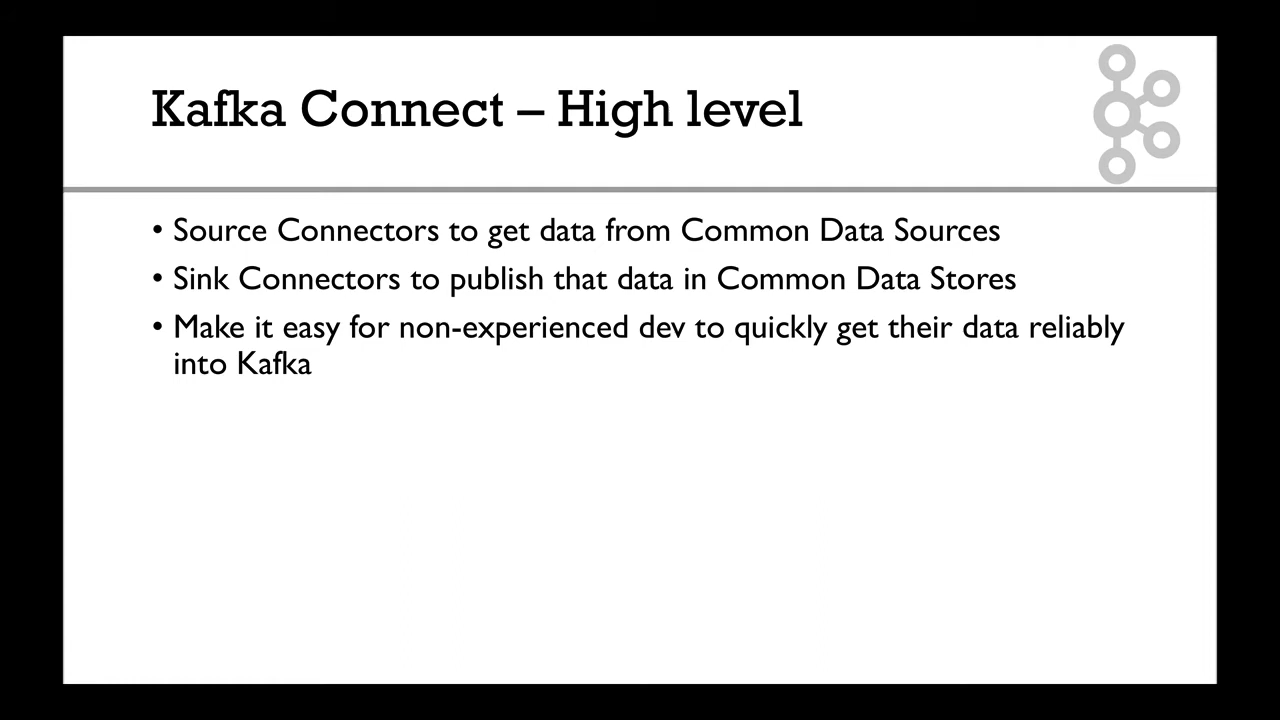 Kafka Connect – High level
• Source Connectors to get data from Common Data Sources
• Sink Connectors to publish that data in Common Data Stores
• Make it easy for non-experienced dev to quickly get their data reliably
into Kafka